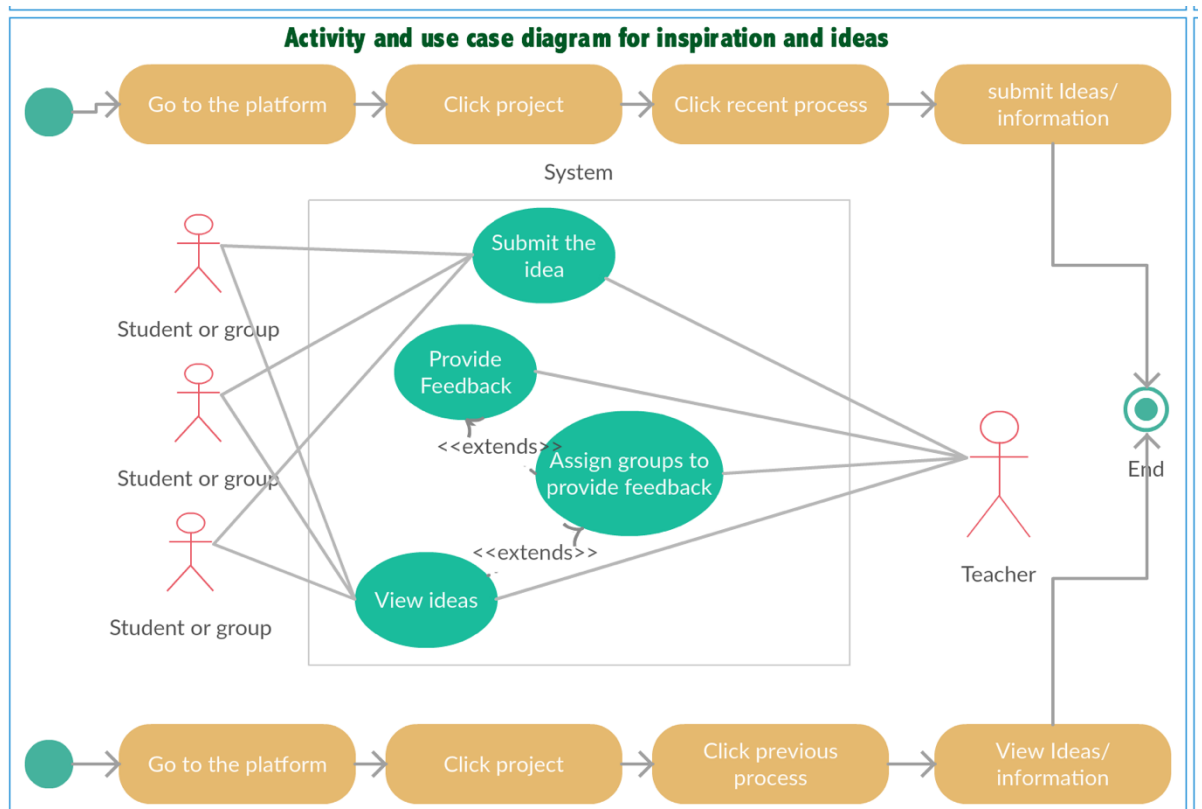 Activity and use case diagram for inspiration and ideas
Go to the platform
Click project
Click recent process
submit Ideas/
information
System
Submit the
idea
Student or group
Provide
Feedback
<<extends>>
Assign groups to
provide feedback
Student or group
End
<<extends>>
Teacher
View ideas
Student or group
Go to the platform
Click project
Click previous
process
View Ideas/
information